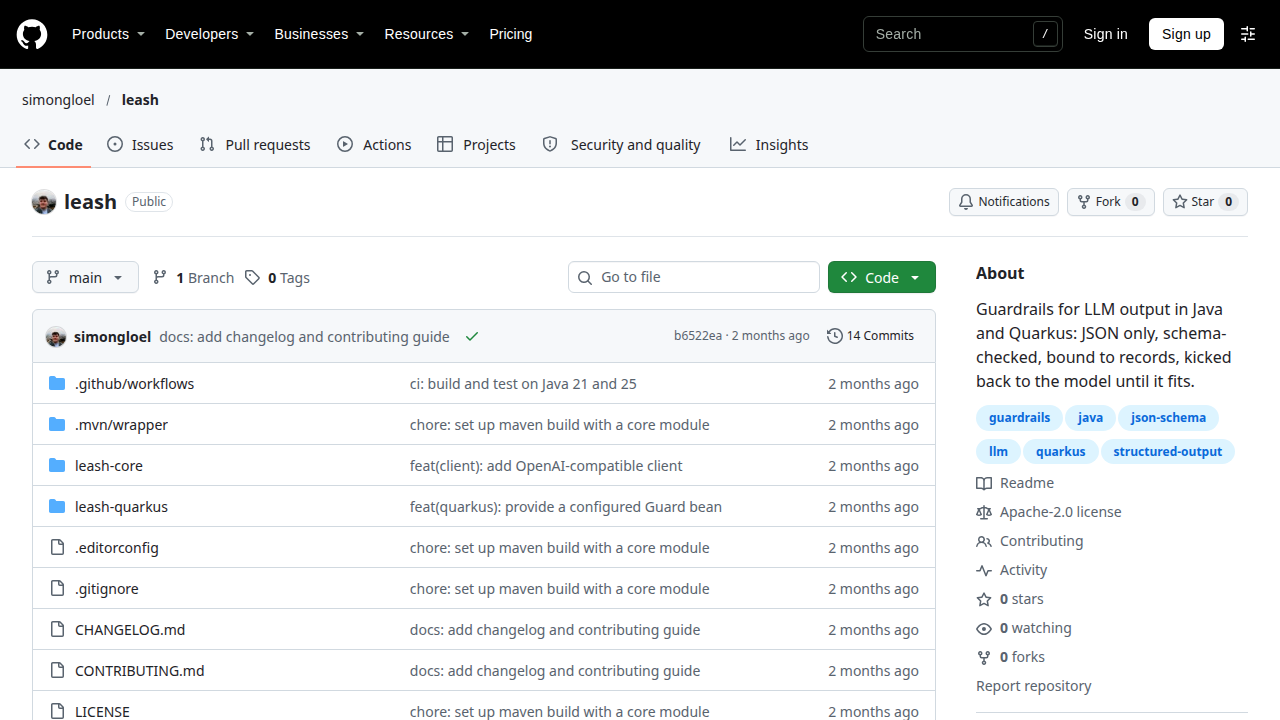 Products Developers Businesses Resources Pricing Search / Sign in Sign up
simongloel / leash
Code Issues Pull requests Actions Projects Security and quality Insights
leash Public Notifications Fork 0 Star 0
main 1 Branch 0 Tags Go to file Code
simongloel docs: add changelog and contributing guide b6522ea · 2 months ago 14 Commits
.github/workflows ci: build and test on Java 21 and 25 2 months ago
.mvn/wrapper chore: set up maven build with a core module 2 months ago
leash-core feat(client): add OpenAI-compatible client 2 months ago
leash-quarkus feat(quarkus): provide a configured Guard bean 2 months ago
.editorconfig chore: set up maven build with a core module 2 months ago
.gitignore chore: set up maven build with a core module 2 months ago
CHANGELOG.md docs: add changelog and contributing guide 2 months ago
CONTRIBUTING.md docs: add changelog and contributing guide 2 months ago
LICENSE chore: set up maven build with a core module 2 months ago
About
Guardrails for LLM output in Java
and Quarkus: JSON only, schema-
checked, bound to records, kicked
back to the model until it fits.
guardrails java json-schema
llm quarkus structured-output
Readme
Apache-2.0 license
Contributing
Activity
0 stars
0 watching
0 forks
Report repository